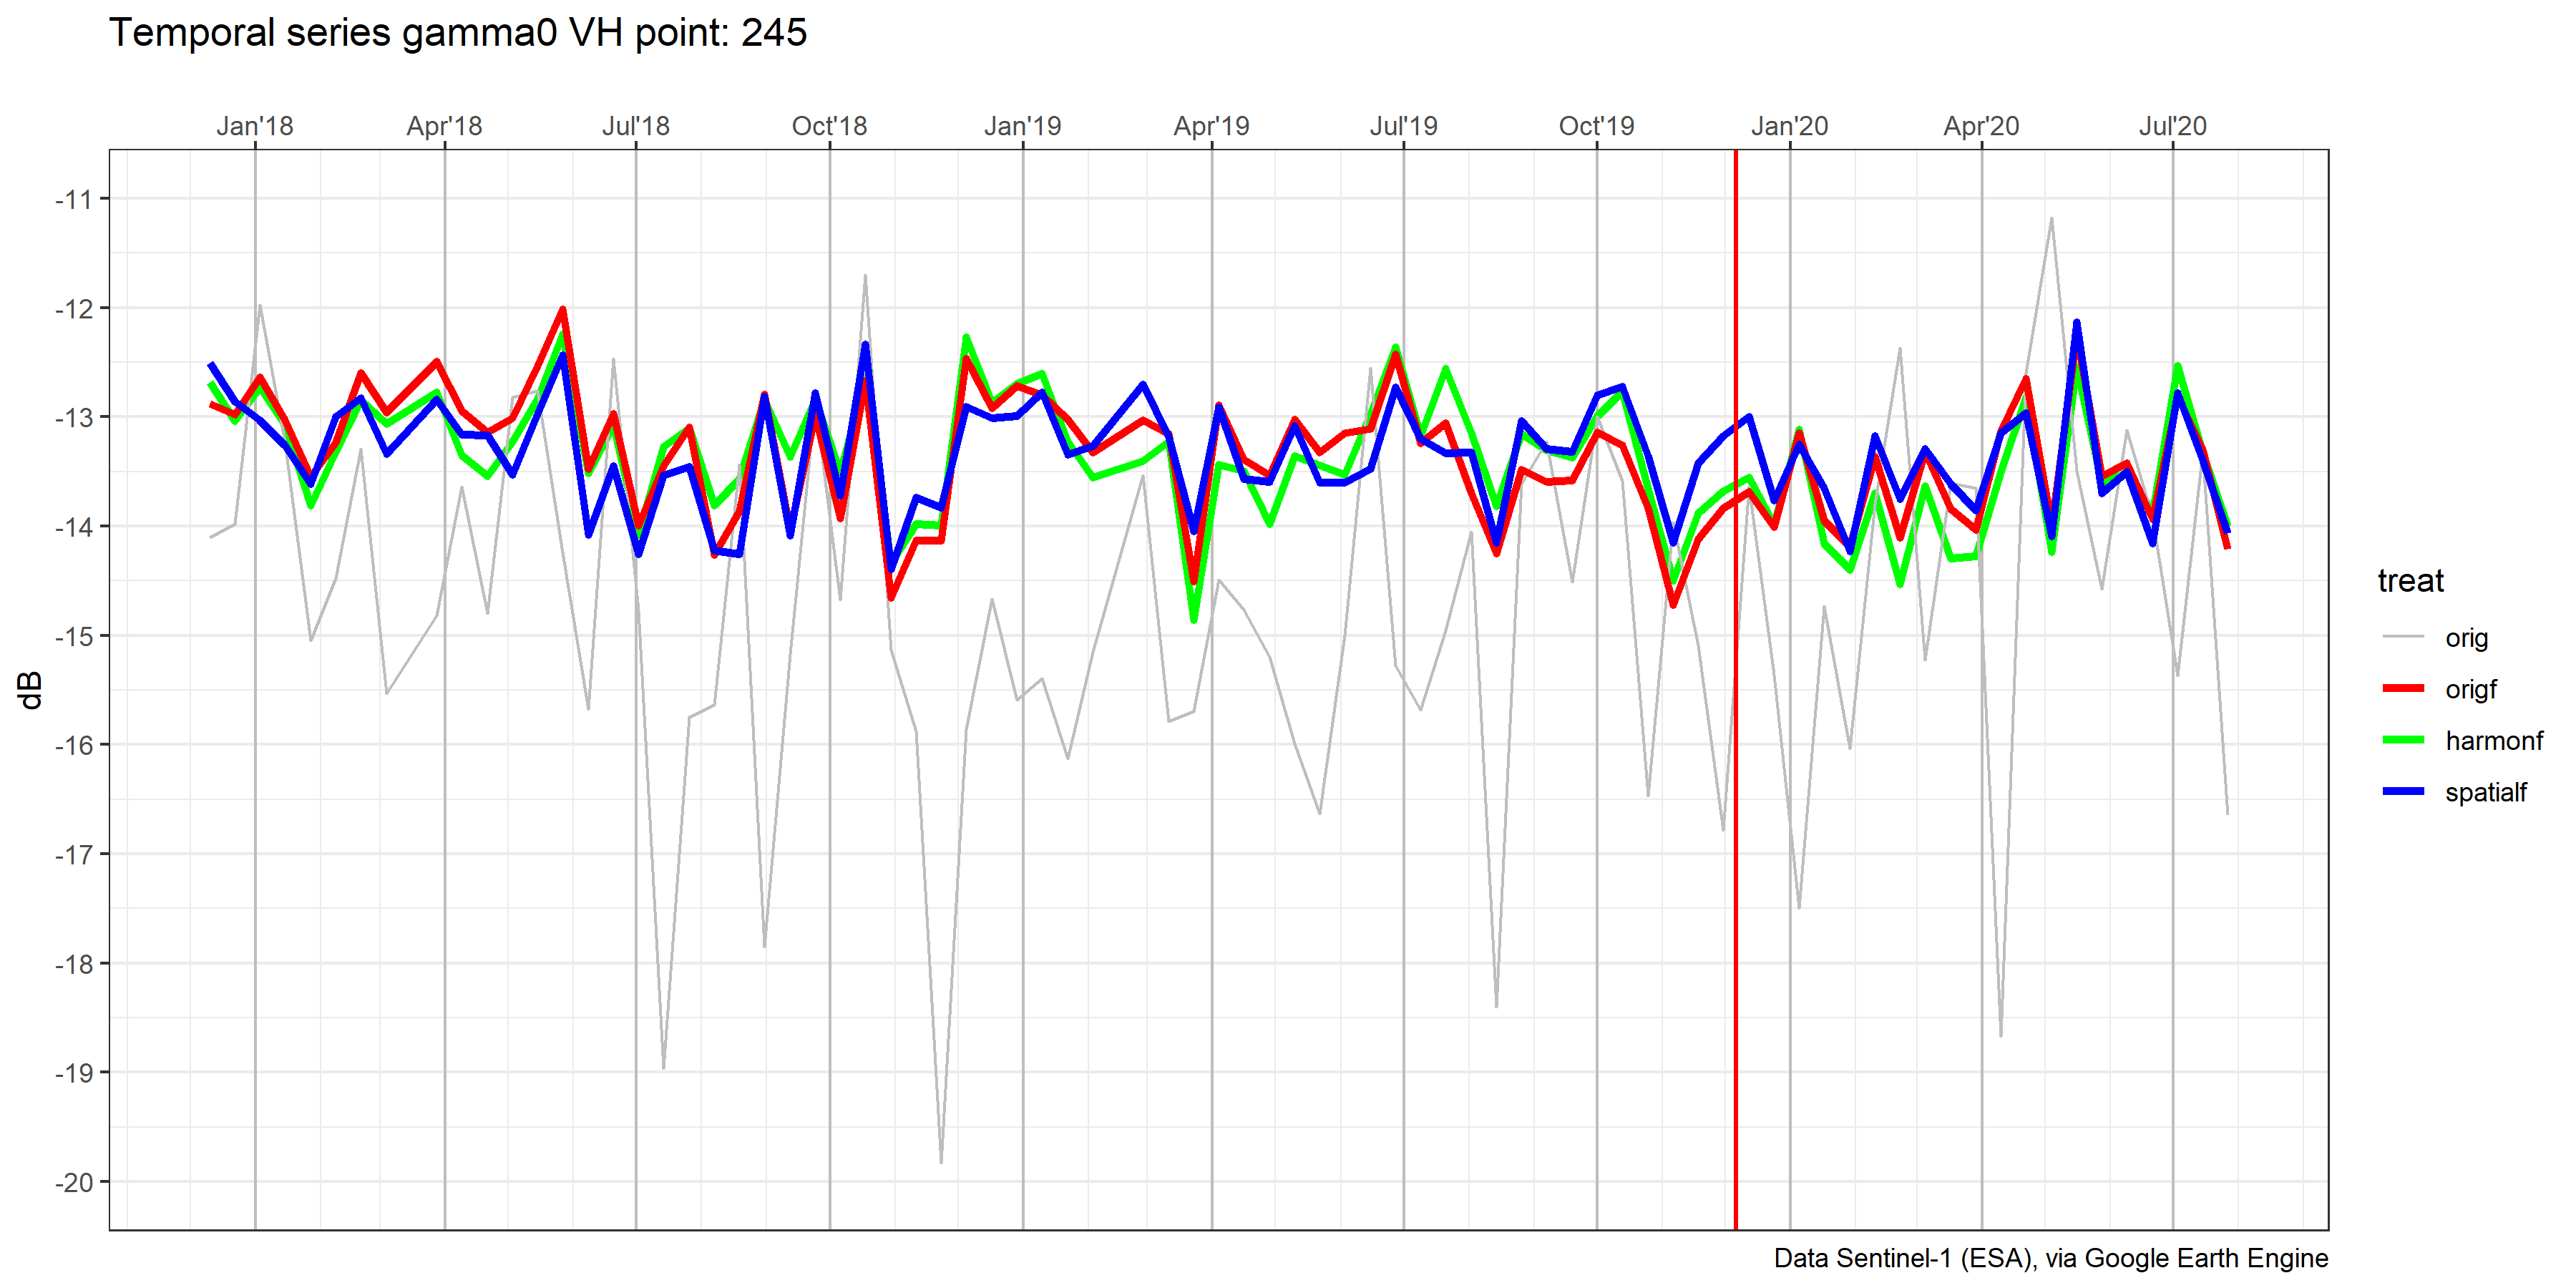 Temporal series gamma0 VH point: 245
Jan'18 Apr'18 Jul'18 Oct'18 Jan'19 Apr'19 Jul'19 Oct'19 Jan'20 Apr'20 Jul'20
-11
-12
-13
-14
-15
-16
-17
-18
-19
-20
dB
treat
orig
origf
harmonf
spatialf
Data Sentinel-1 (ESA), via Google Earth Engine